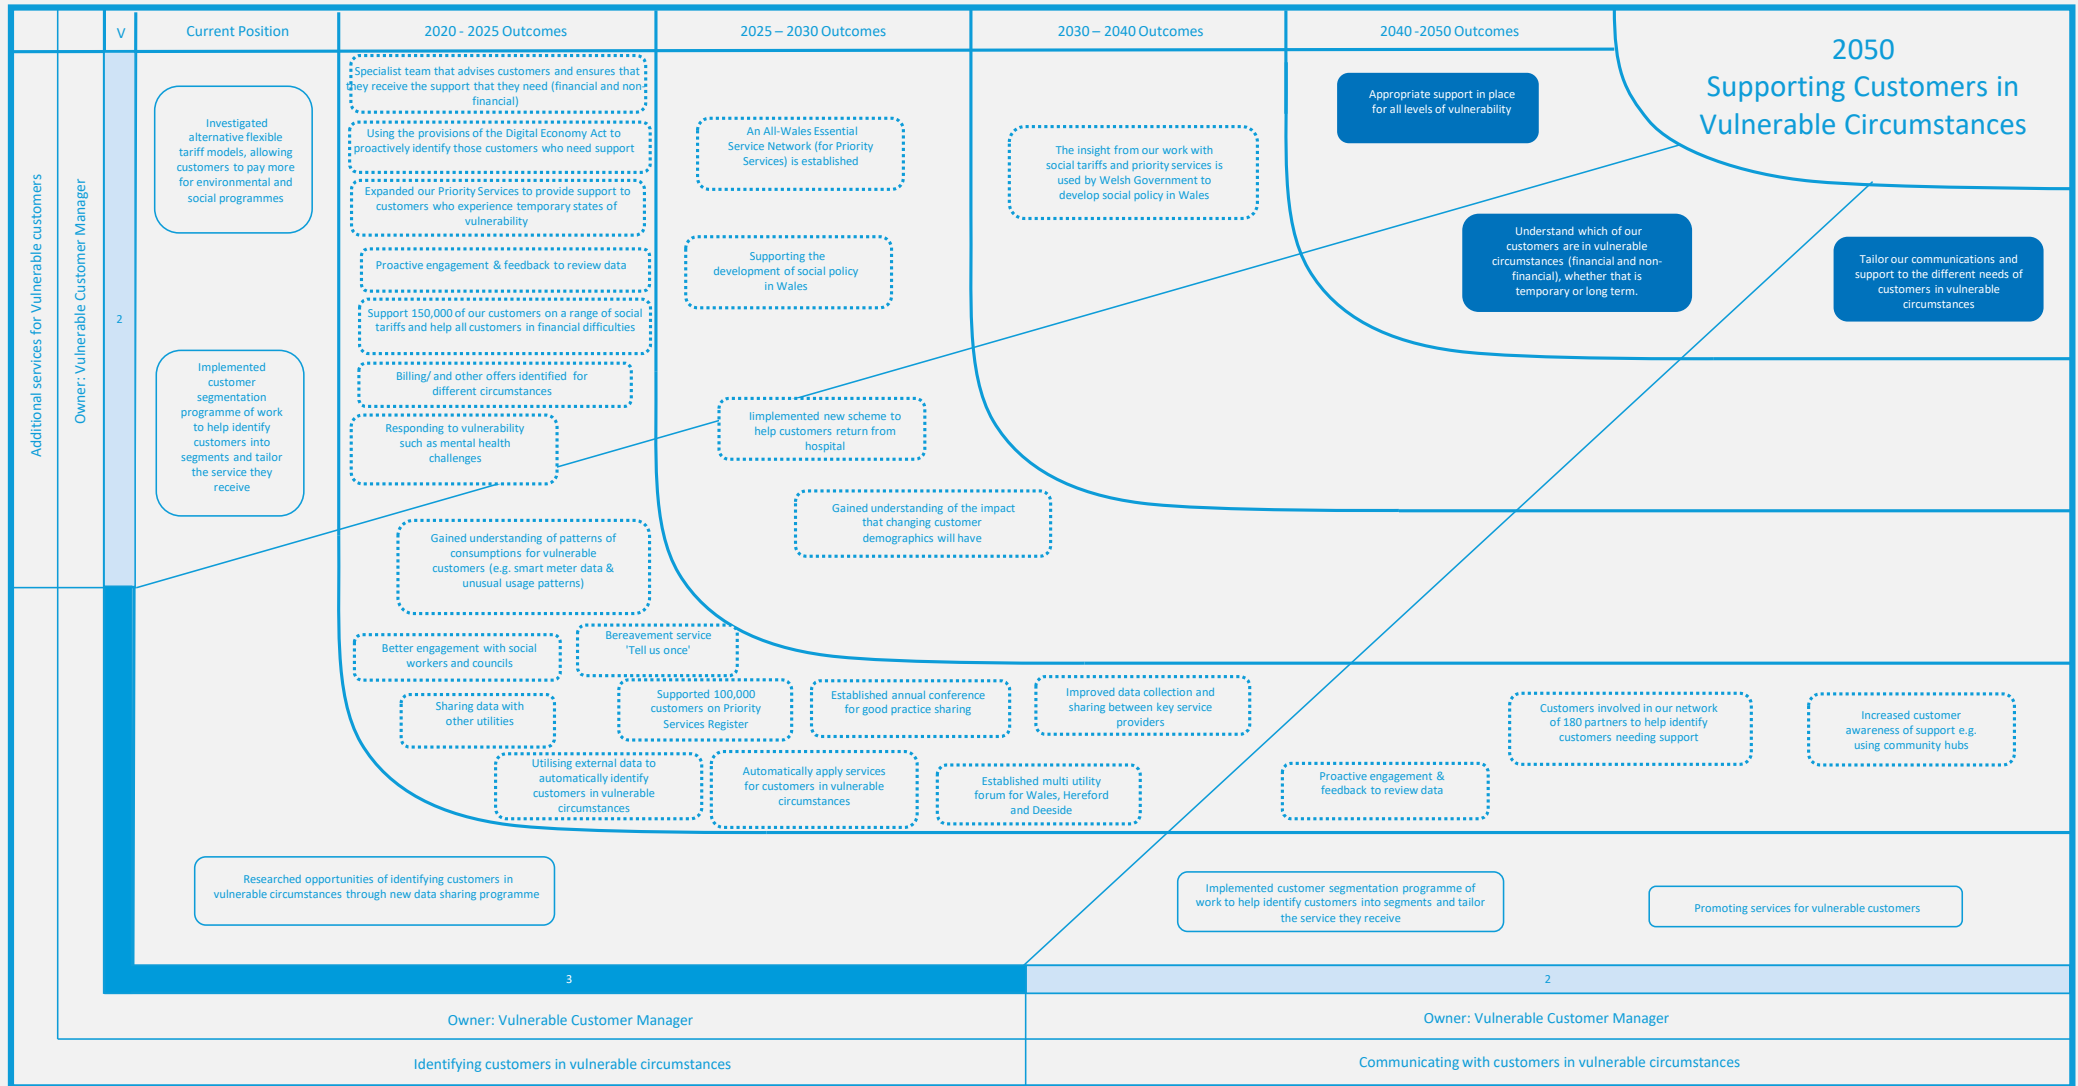 V
Current Position
2020 - 2025 Outcomes
2025 – 2030 Outcomes
2030 – 2040 Outcomes
2040 -2050 Outcomes
2050
Supporting Customers in
Vulnerable Circumstances
Additional services for Vulnerable customers
Owner: Vulnerable Customer Manager
2
Investigated
alternative flexible
tariff models, allowing
customers to pay more
for environmental and
social programmes
Implemented
customer
segmentation
programme of work
to help identify
customers into
segments and tailor
the service they
receive
Specialist team that advises customers and ensures that
they receive the support that they need (financial and non-
financial)
Using the provisions of the Digital Economy Act to
proactively identify those customers who need support
Expanded our Priority Services to provide support to
customers who experience temporary states of
vulnerability
Proactive engagement & feedback to review data
Support 150,000 of our customers on a range of social
tariffs and help all customers in financial difficulties
Billing/ and other offers identified for
different circumstances
Responding to vulnerability
such as mental health
challenges
An All-Wales Essential
Service Network (for Priority
Services) is established
Supporting the
development of social policy
in Wales
Iimplemented new scheme to
help customers return from
hospital
Gained understanding of the impact
that changing customer
demographics will have
The insight from our work with
social tariffs and priority services is
used by Welsh Government to
develop social policy in Wales
Appropriate support in place
for all levels of vulnerability
Understand which of our
customers are in vulnerable
circumstances (financial and non-
financial), whether that is
temporary or long term.
Tailor our communications and
support to the different needs of
customers in vulnerable
circumstances
Gained understanding of patterns of
consumptions for vulnerable
customers (e.g. smart meter data &
unusual usage patterns)
Better engagement with social
workers and councils
Bereavement service
'Tell us once'
Sharing data with
other utilities
Supported 100,000
customers on Priority
Services Register
Established annual conference
for good practice sharing
Improved data collection and
sharing between key service
providers
Utilising external data to
automatically identify
customers in vulnerable
circumstances
Automatically apply services
for customers in vulnerable
circumstances
Established multi utility
forum for Wales, Hereford
and Deeside
Proactive engagement &
feedback to review data
Customers involved in our network
of 180 partners to help identify
customers needing support
Increased customer
awareness of support e.g.
using community hubs
Researched opportunities of identifying customers in
vulnerable circumstances through new data sharing programme
Implemented customer segmentation programme of
work to help identify customers into segments and tailor
the service they receive
Promoting services for vulnerable customers
3
2
Owner: Vulnerable Customer Manager
Owner: Vulnerable Customer Manager
Identifying customers in vulnerable circumstances
Communicating with customers in vulnerable circumstances